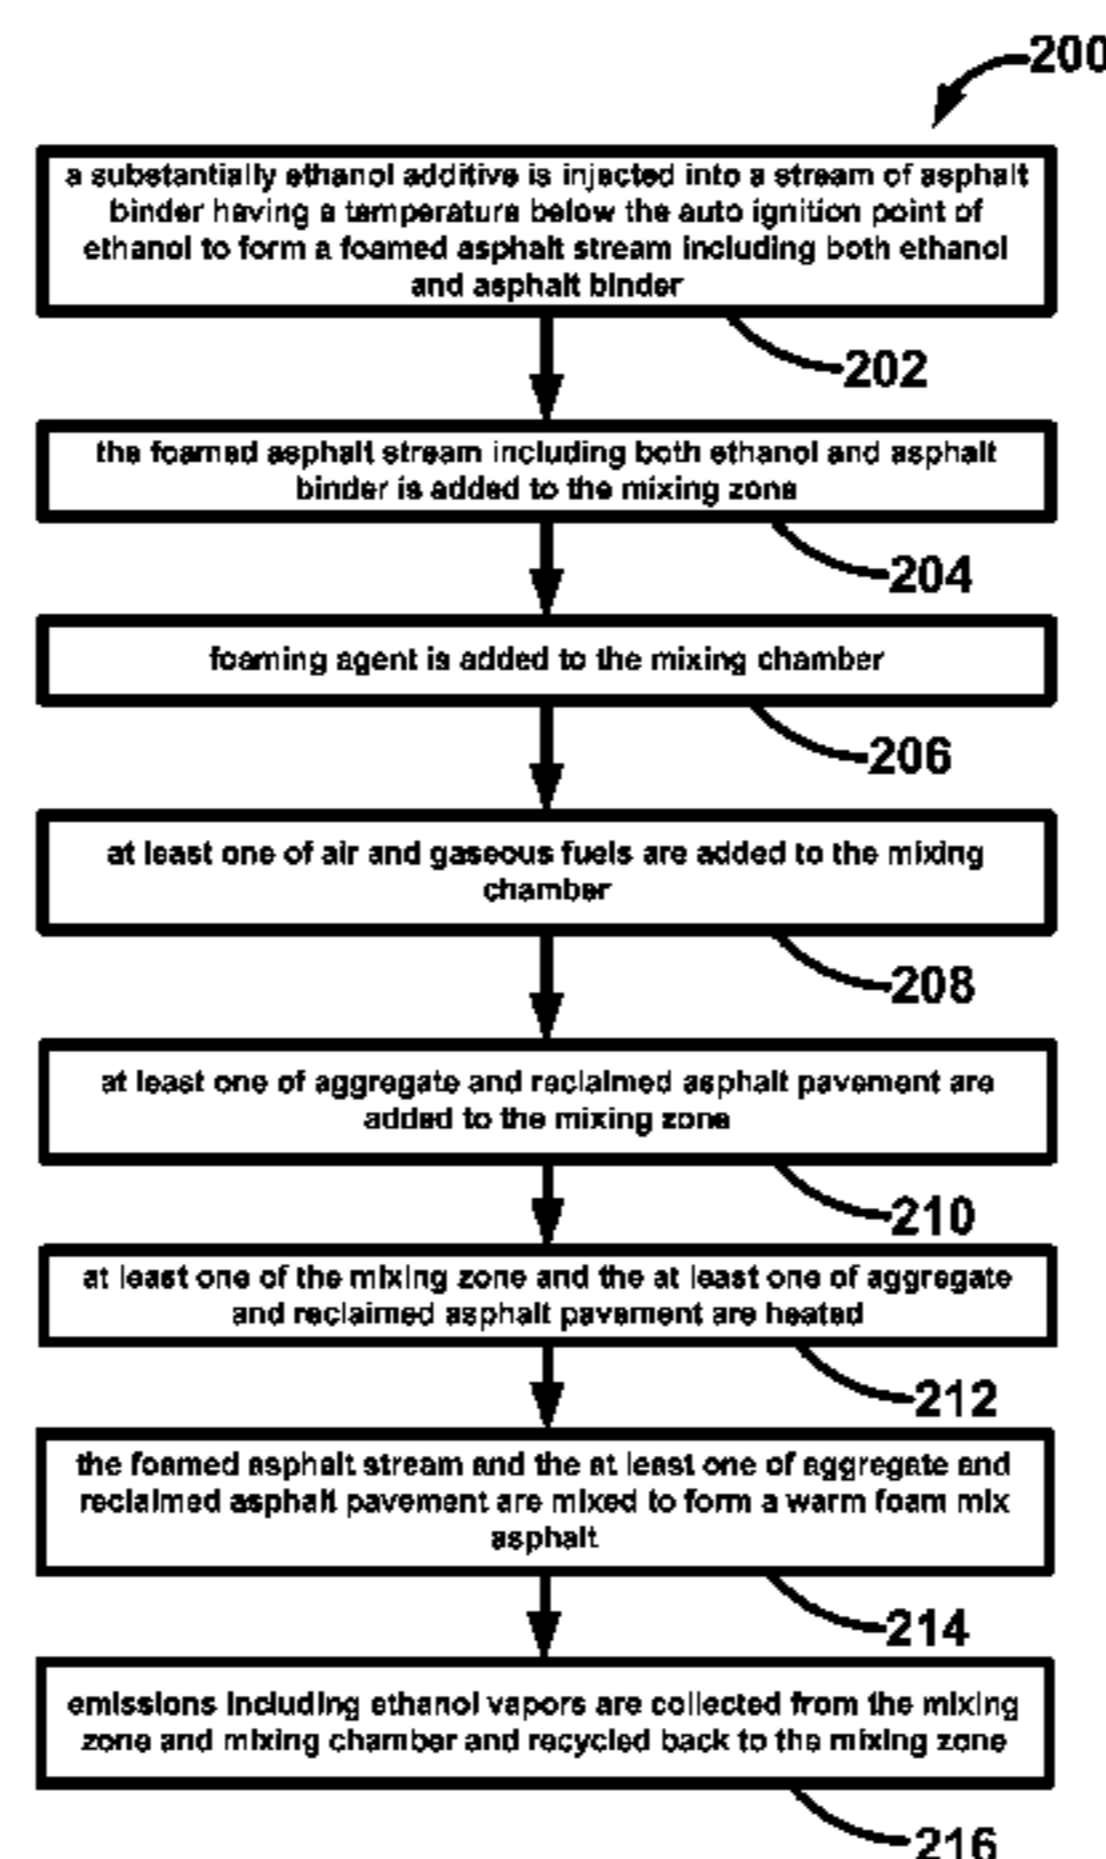 200
a substantially ethanol additive is injected into a stream of asphalt
binder having a temperature below the auto ignition point of
ethanol to form a foamed asphalt stream including both ethanol
and asphalt binder
202
the foamed asphalt stream including both ethanol and asphalt
binder is added to the mixing zone
204
foaming agent is added to the mixing chamber
206
at least one of air and gaseous fuels are added to the mixing
chamber
208
at least one of aggregate and reclaimed asphalt pavement are
added to the mixing zone
210
at least one of the mixing zone and the at least one of aggregate
and reclaimed asphalt pavement are heated
212
the foamed asphalt stream and the at least one of aggregate and
reclaimed asphalt pavement are mixed to form a warm foam mix
asphalt
214
emissions including ethanol vapors are collected from the mixing
zone and mixing chamber and recycled back to the mixing zone
216